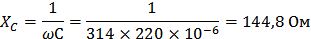 X_C = 1/ωC = 1/(314 × 220 × 10⁻⁶) = 144,8 Ом